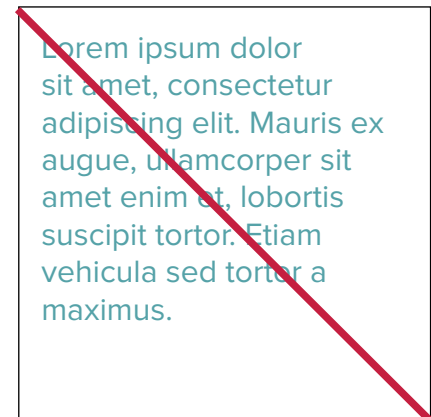 Lorem ipsum dolor
sit amet, consectetur
adipiscing elit. Mauris ex
augue, ullamcorper sit
amet enim et, lobortis
suscipit tortor. Etiam
vehicula sed tortor a
maximus.